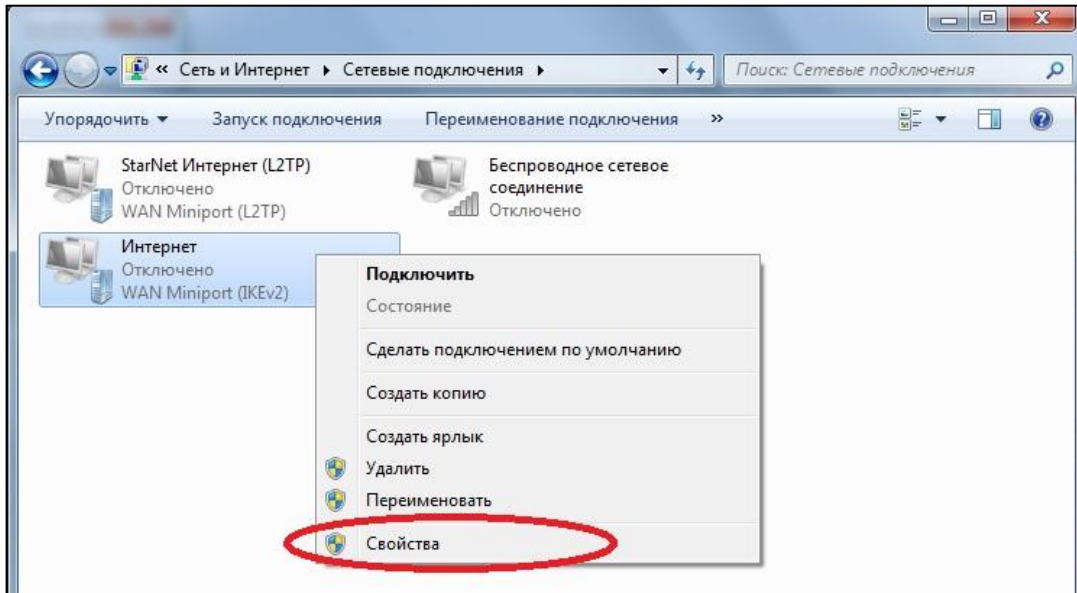 « Сеть и Интернет ▸ Сетевые подключения ▸
Поиск: Сетевые подключения
Упорядочить ▾ Запуск подключения Переименование подключения »
StarNet Интернет (L2TP)
Отключено
WAN Miniport (L2TP)
Беспроводное сетевое
соединение
Отключено
Интернет
Отключено
WAN Miniport (IKEv2)
Подключить
Состояние
Сделать подключением по умолчанию
Создать копию
Создать ярлык
Удалить
Переименовать
Свойства